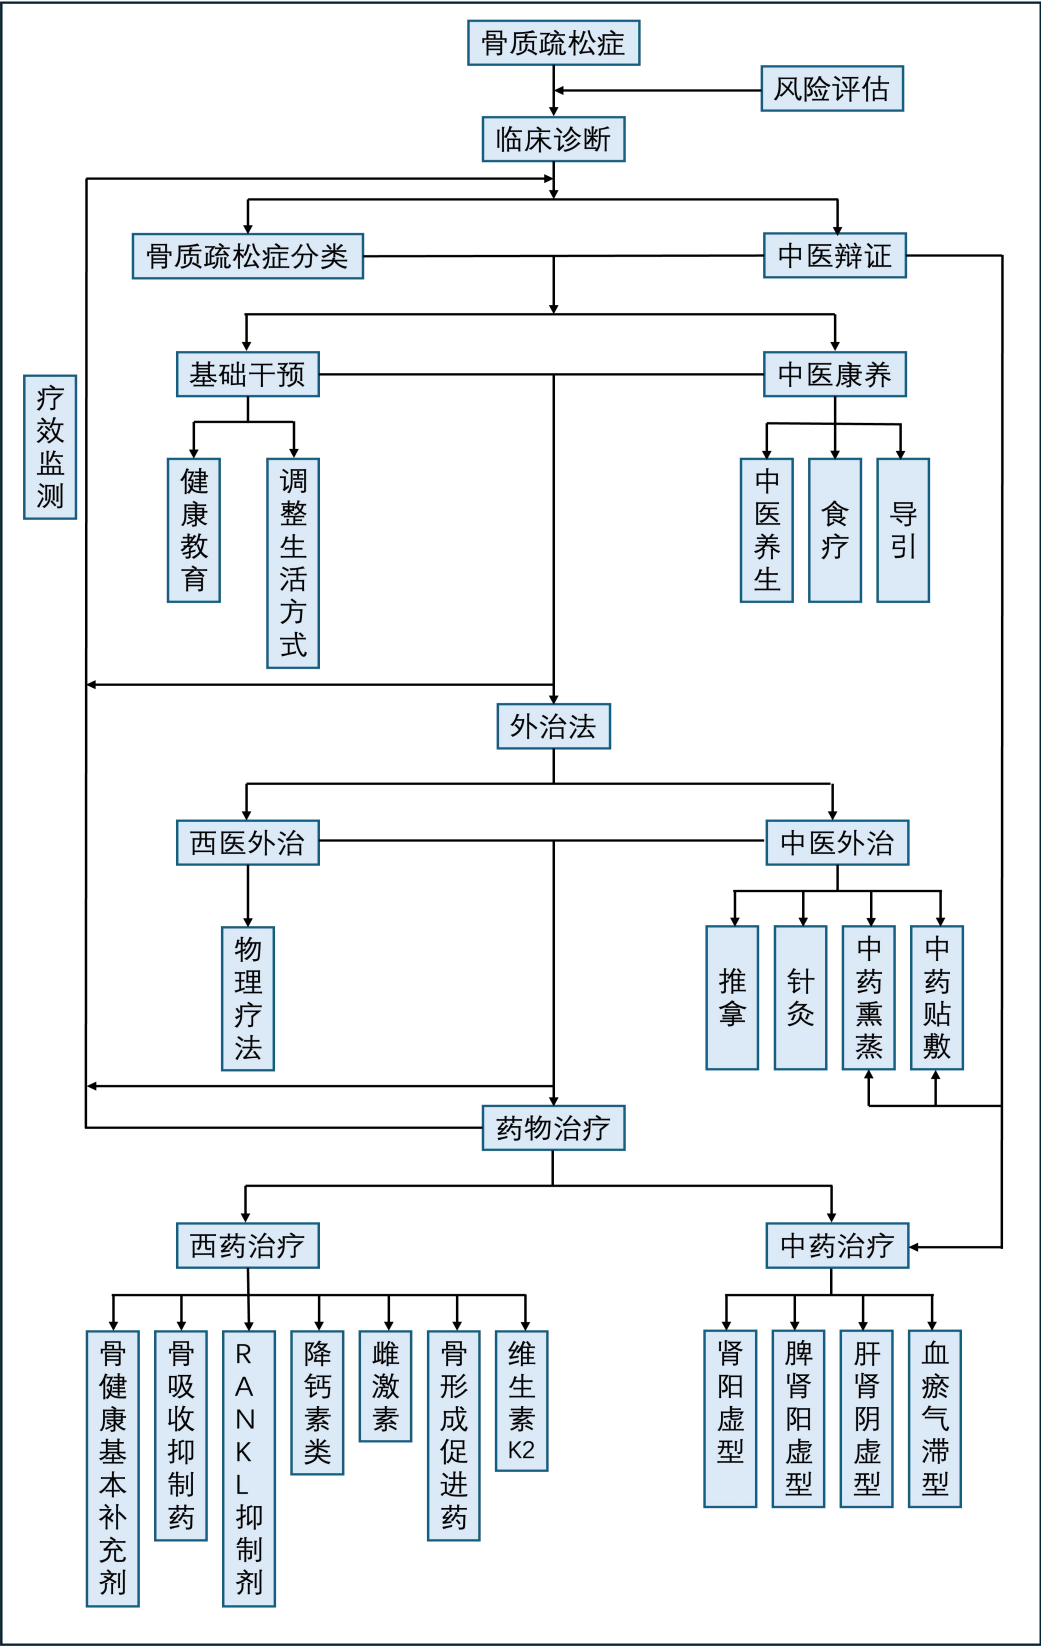 骨质疏松症
风险评估
临床诊断
骨质疏松症分类
中医辩证
基础干预
中医康养
疗效监测
健康教育
调整生活方式
中医养生
食疗
导引
外治法
西医外治
中医外治
物理疗法
推拿
针灸
中药熏蒸
中药贴敷
药物治疗
西药治疗
中药治疗
骨健康基本补充剂
骨吸收抑制药
RANKL抑制剂
降钙素类
雌激素
骨形成促进药
维生素K2
肾阳虚型
脾肾阳虚型
肝肾阴虚型
血瘀气滞型